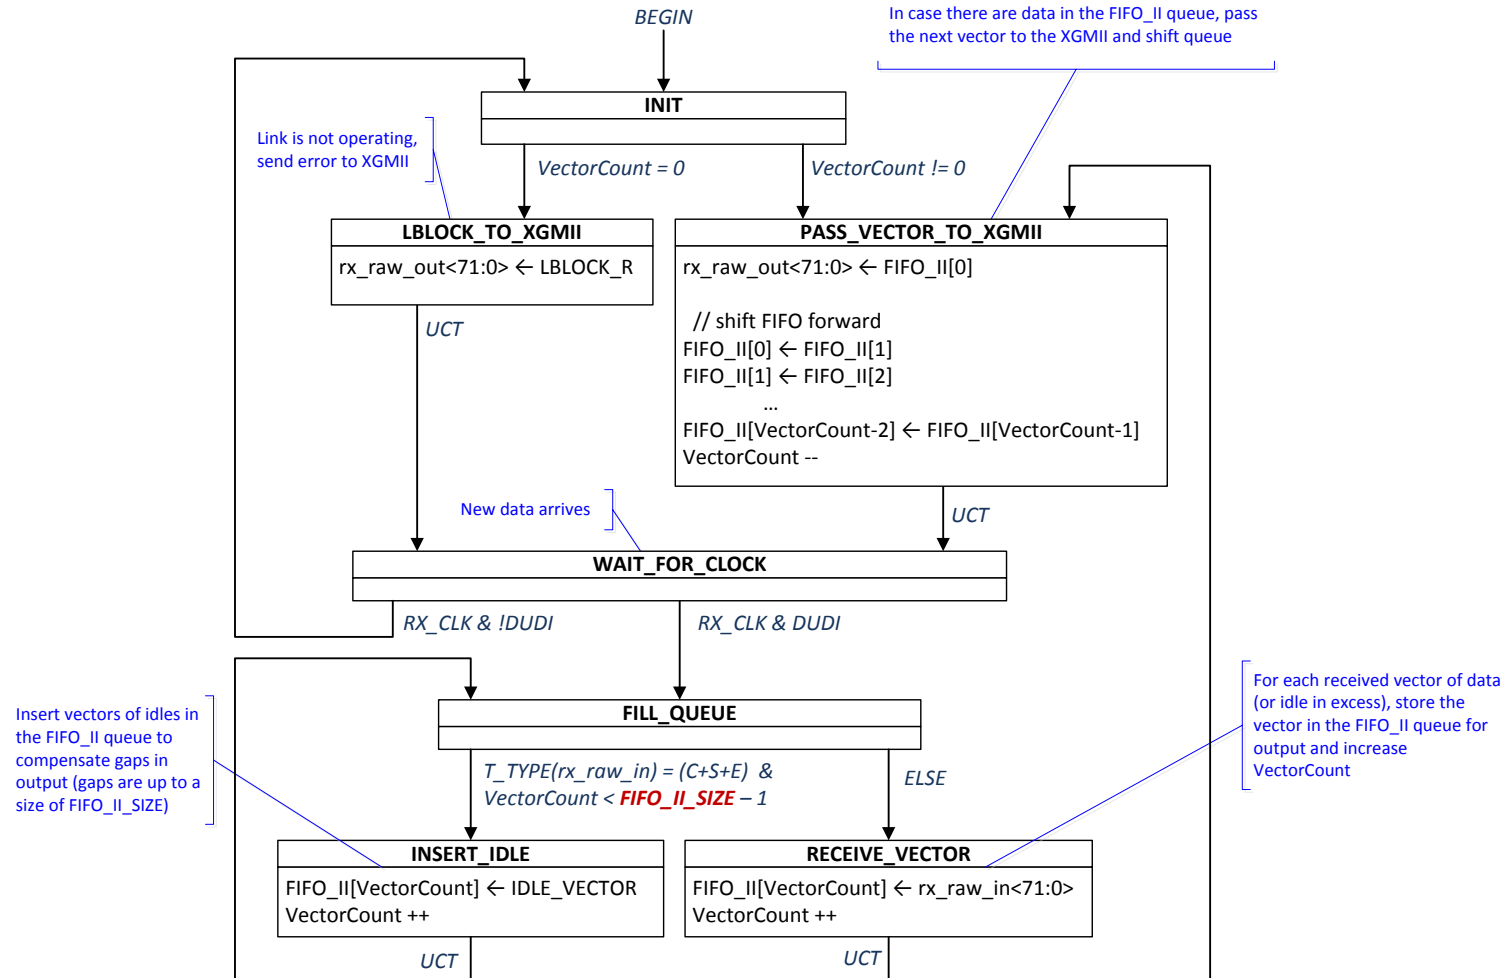 BEGIN
In case there are data in the FIFO_II queue, pass
the next vector to the XGMII and shift queue
INIT
Link is not operating,
send error to XGMII
VectorCount = 0
VectorCount != 0
LBLOCK_TO_XGMII
rx_raw_out<71:0> ← LBLOCK_R
UCT
PASS_VECTOR_TO_XGMII
rx_raw_out<71:0> ← FIFO_II[0]
// shift FIFO forward
FIFO_II[0] ← FIFO_II[1]
FIFO_II[1] ← FIFO_II[2]
...
FIFO_II[VectorCount-2] ← FIFO_II[VectorCount-1]
VectorCount --
UCT
New data arrives
WAIT_FOR_CLOCK
RX_CLK & !DUDI
RX_CLK & DUDI
FILL_QUEUE
Insert vectors of idles in
the FIFO_II queue to
compensate gaps in
output (gaps are up to a
size of FIFO_II_SIZE)
T_TYPE(rx_raw_in) = (C+S+E) &
VectorCount < FIFO_II_SIZE – 1
ELSE
For each received vector of data
(or idle in excess), store the
vector in the FIFO_II queue for
output and increase
VectorCount
INSERT_IDLE
FIFO_II[VectorCount] ← IDLE_VECTOR
VectorCount ++
UCT
RECEIVE_VECTOR
FIFO_II[VectorCount] ← rx_raw_in<71:0>
VectorCount ++
UCT